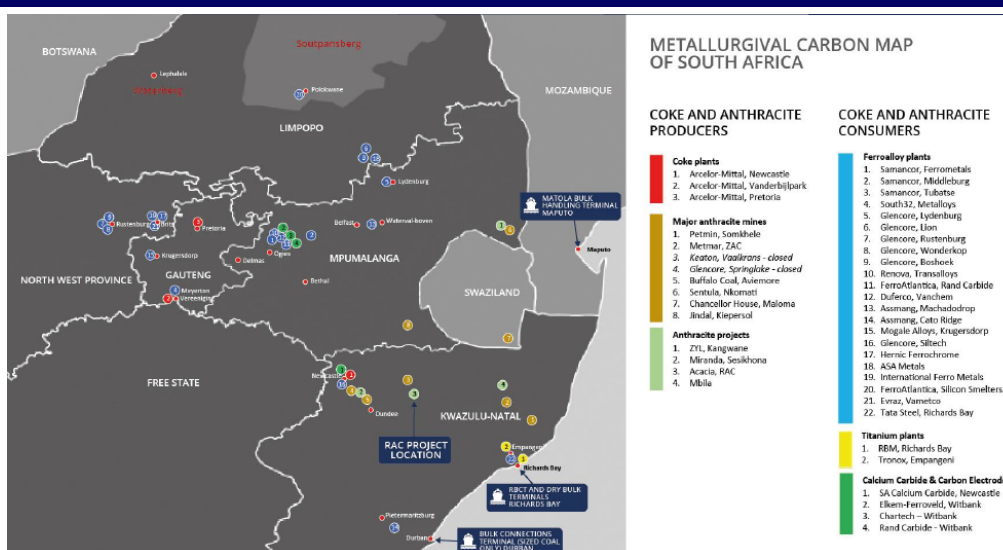 BOTSWANA
Soutpansberg
Lephalale
Polokwane
MOZAMBIQUE
LIMPOPO
Lydenburg
MATOLA BULK
HANDLING TERMINAL
MAPUTO
Rustenburg
Brits
Pretoria
Belfast
Waterval-boven
Maputo
Krugersdorp
Ogies
Delmas
MPUMALANGA
NORTH WEST PROVINCE
GAUTENG
Bethal
SWAZILAND
Meyerton
Vereeniging
FREE STATE
Newcastle
Dundee
KWAZULU-NATAL
RAC PROJECT
LOCATION
Empangeni
Richards Bay
RBCT AND DRY BULK
TERMINALS
RICHARDS BAY
Pietermaritzburg
Durban
BULK CONNECTIONS
TERMINAL (SIZED COAL
ONLY) DURBAN
METALLURGIVAL CARBON MAP
OF SOUTH AFRICA
COKE AND ANTHRACITE
PRODUCERS
Coke plants
1. Arcelor-Mittal, Newcastle
2. Arcelor-Mittal, Vanderbijlpark
3. Arcelor-Mittal, Pretoria
Major anthracite mines
1. Petmin, Somkhele
2. Metmar, ZAC
3. Keaton, Vaalkrans - closed
4. Glencore, Springlake - closed
5. Buffalo Coal, Aviemore
6. Sentula, Nkomati
7. Chancellor House, Maloma
8. Jindal, Kiepersol
Anthracite projects
1. ZYL, Kangwane
2. Miranda, Sesikhona
3. Acacia, RAC
4. Mbila
COKE AND ANTHRACITE
CONSUMERS
Ferroalloy plants
1. Samancor, Ferrometals
2. Samancor, Middleburg
3. Samancor, Tubatse
4. South32, Metalloys
5. Glencore, Lydenburg
6. Glencore, Lion
7. Glencore, Rustenburg
8. Glencore, Wonderkop
9. Glencore, Boshoek
10. Renova, Transalloys
11. FerroAtlantica, Rand Carbide
12. Duferco, Vanchem
13. Assmang, Machadodrop
14. Assmang, Cato Ridge
15. Mogale Alloys, Krugersdorp
16. Glencore, Siltech
17. Hernic Ferrochrome
18. ASA Metals
19. International Ferro Metals
20. FerroAtlantica, Silicon Smelters
21. Evraz, Vametco
22. Tata Steel, Richards Bay
Titanium plants
1. RBM, Richards Bay
2. Tronox, Empangeni
Calcium Carbide & Carbon Electrod
1. SA Calcium Carbide, Newcastle
2. Elkem-Ferroveld, Witbank
3. Chartech – Witbank
4. Rand Carbide - Witbank